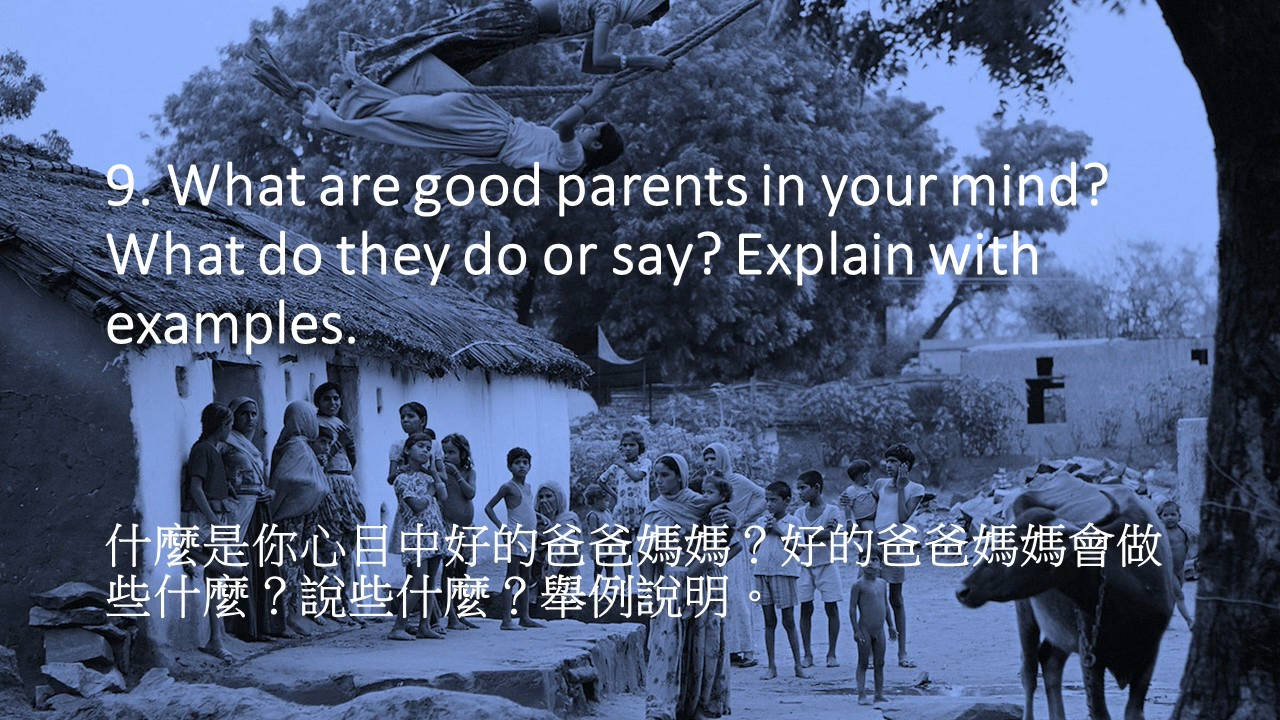 9. What are good parents in your mind?
What do they do or say? Explain with
examples.
什麼是你心目中好的爸爸媽媽？好的爸爸媽媽會做
些什麼？說些什麼？舉例說明。